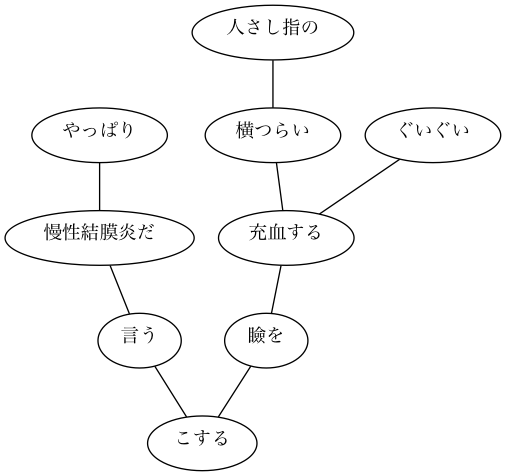 人さし指の
やっぱり
横つらい
ぐいぐい
慢性結膜炎だ
充血する
言う
瞼を
こする